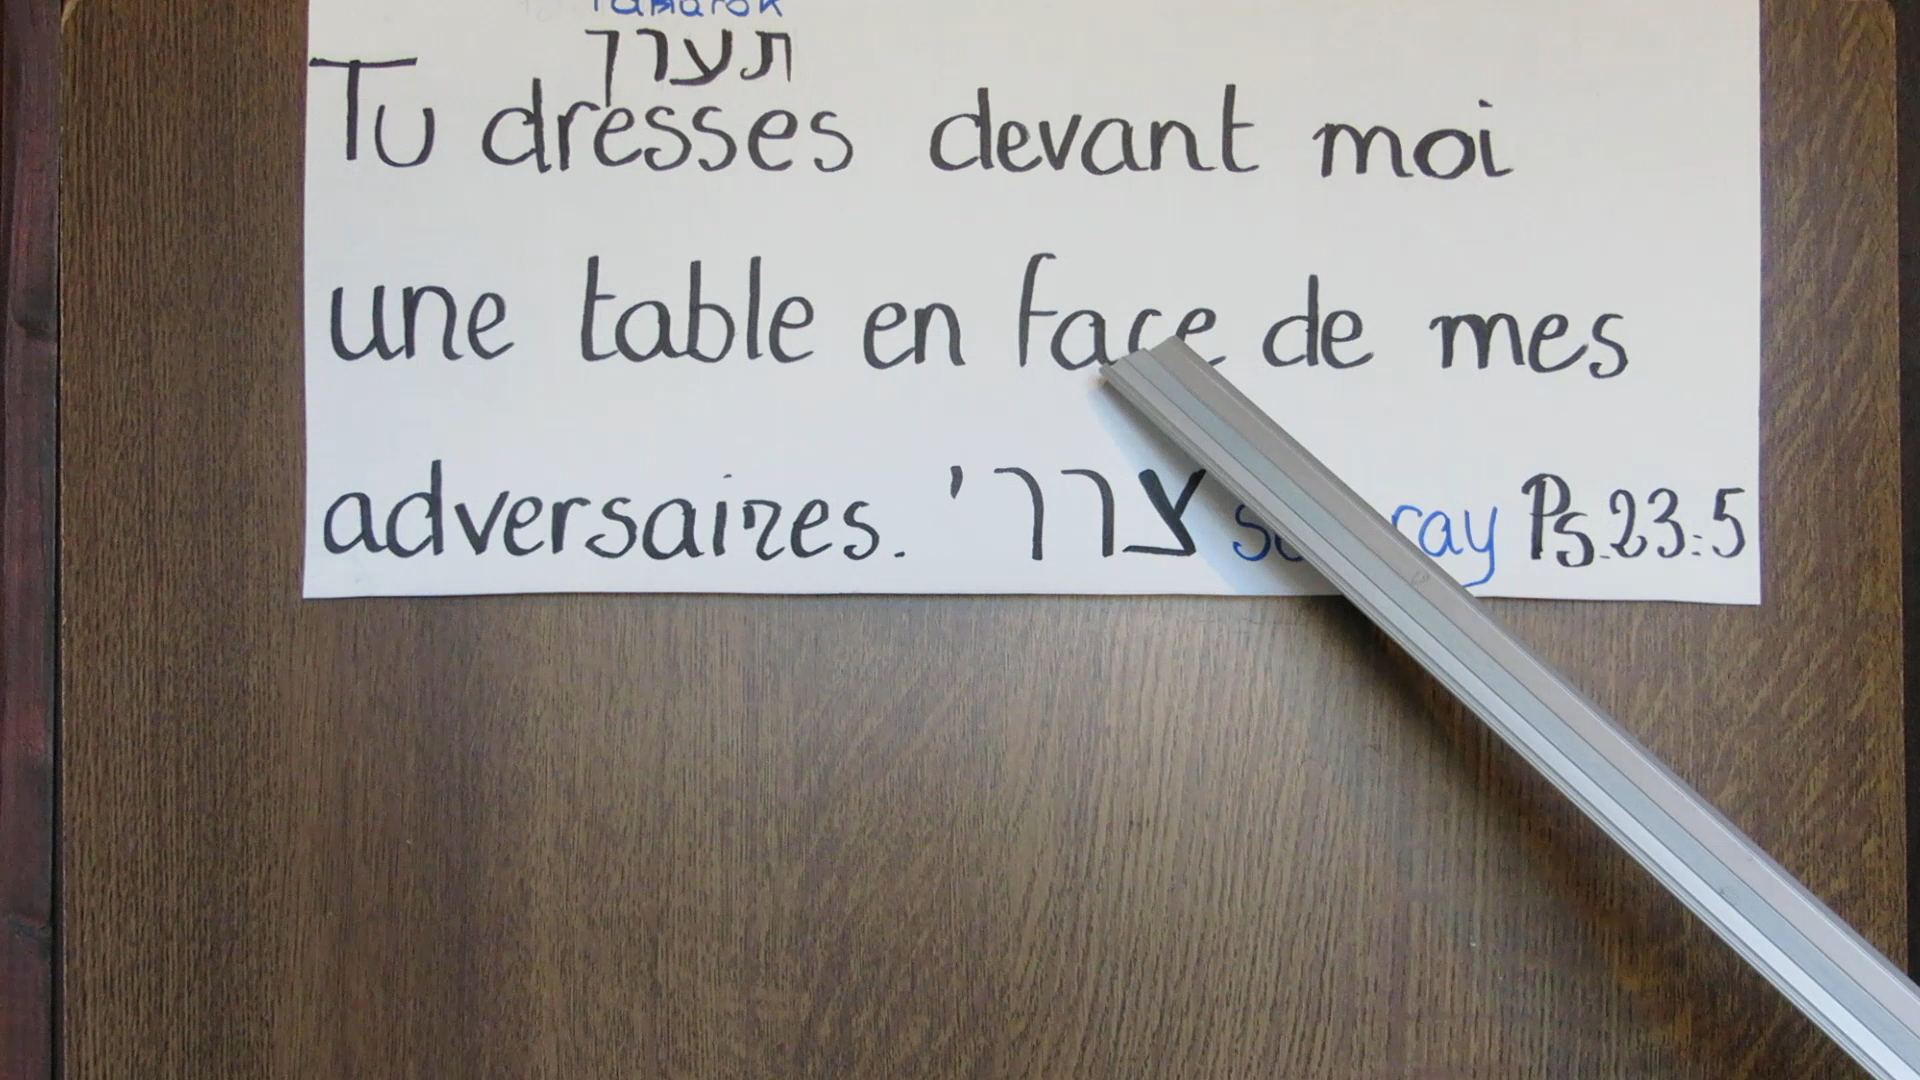 תערך
Tu dresses devant moi
une table en face de mes
adversaires. צררי Ps.23:5